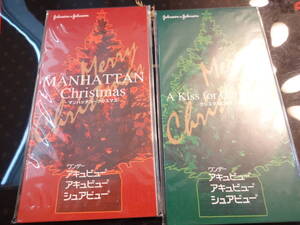 Johnson & Johnson
Merry
Christmas
MANHATTAN
Christmas
マンハッタン・クリスマス
ワンデー
アキュビュー
アキュビュー
シュアビュー
Johnson & Johnson
Merry
Christmas
A Kiss for
ワンデー
アキュビュー
アキュビュー
シュアビュー